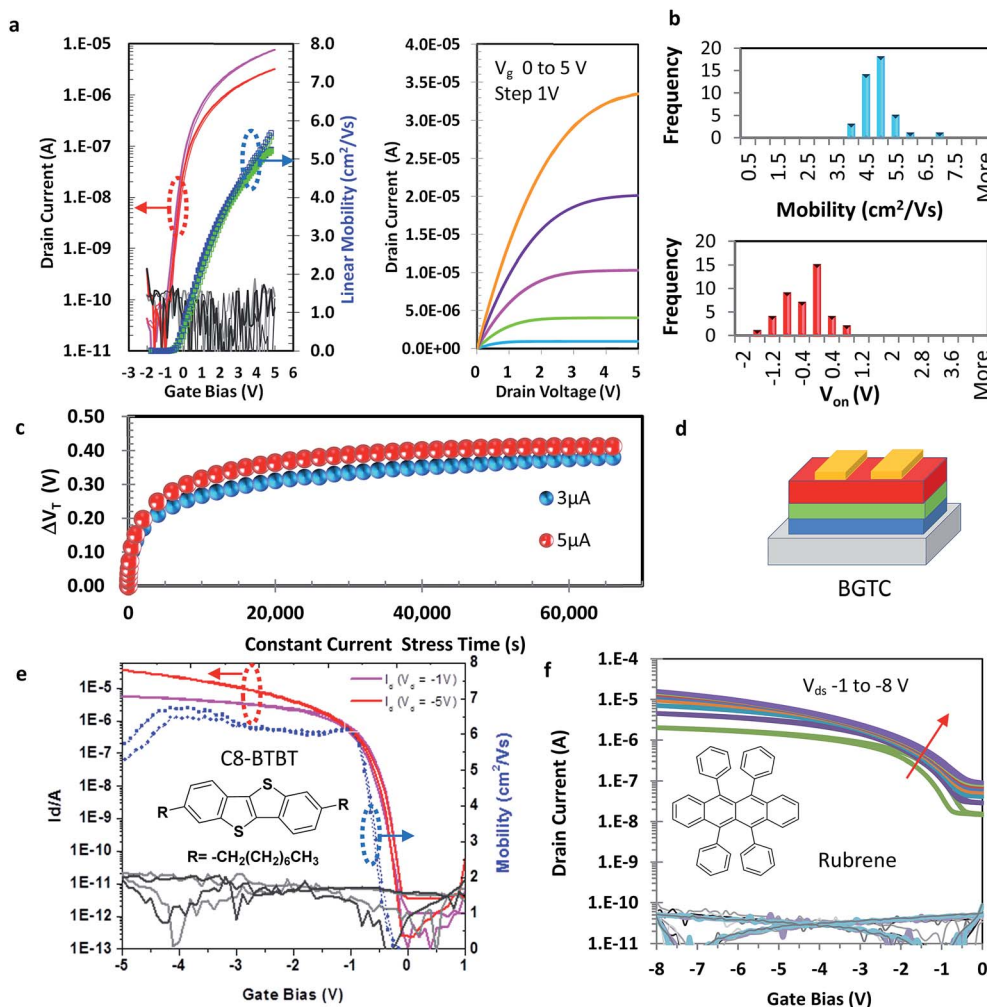 a
1.E-05
1.E-06
1.E-07
1.E-08
1.E-09
1.E-10
1.E-11
Drain Current (A)
8.0
7.0
6.0
5.0
4.0
3.0
2.0
1.0
0.0
Linear Mobility(cm²/Vs)
-3 -2 -1 0 1 2 3 4 5 6
Gate Bias (V)
4.0E-05
3.5E-05
3.0E-05
2.5E-05
2.0E-05
1.5E-05
1.0E-05
5.0E-06
0.0E+00
Drain Current (A)
Vg 0 to 5 V
Step 1V
0 1 2 3 4 5
Drain Voltage (V)
b
20
15
10
5
0
Frequency
0.5 1.5 2.5 3.5 4.5 5.5 6.5 7.5 More
Mobility (cm²/Vs)
20
15
10
5
0
Frequency
-2 -1.2 -0.4 0.4 1.2 2 2.8 3.6 More
Von (V)
c
0.50
0.40
0.30
0.20
0.10
0.00
ΔVT (V)
3µA
5µA
0 20,000 40,000 60,000
Constant Current Stress Time (s)
d
BGTC
e
1E-5
1E-6
1E-7
1E-8
1E-9
1E-10
1E-11
1E-12
1E-13
Id/A
8
7
6
5
4
3
2
1
0
Mobility(cm²/Vs)
Id (Vd = -1V)
Id (Vd = -5V)
C8-BTBT
S
R
R
S
R= -CH2(CH2)6CH3
-5 -4 -3 -2 -1 0 1
Gate Bias (V)
f
1.E-4
1.E-5
1.E-6
1.E-7
1.E-8
1.E-9
1.E-10
1.E-11
Drain Current (A)
Vds -1 to -8 V
Rubrene
-8 -7 -6 -5 -4 -3 -2 -1 0
Gate Bias (V)